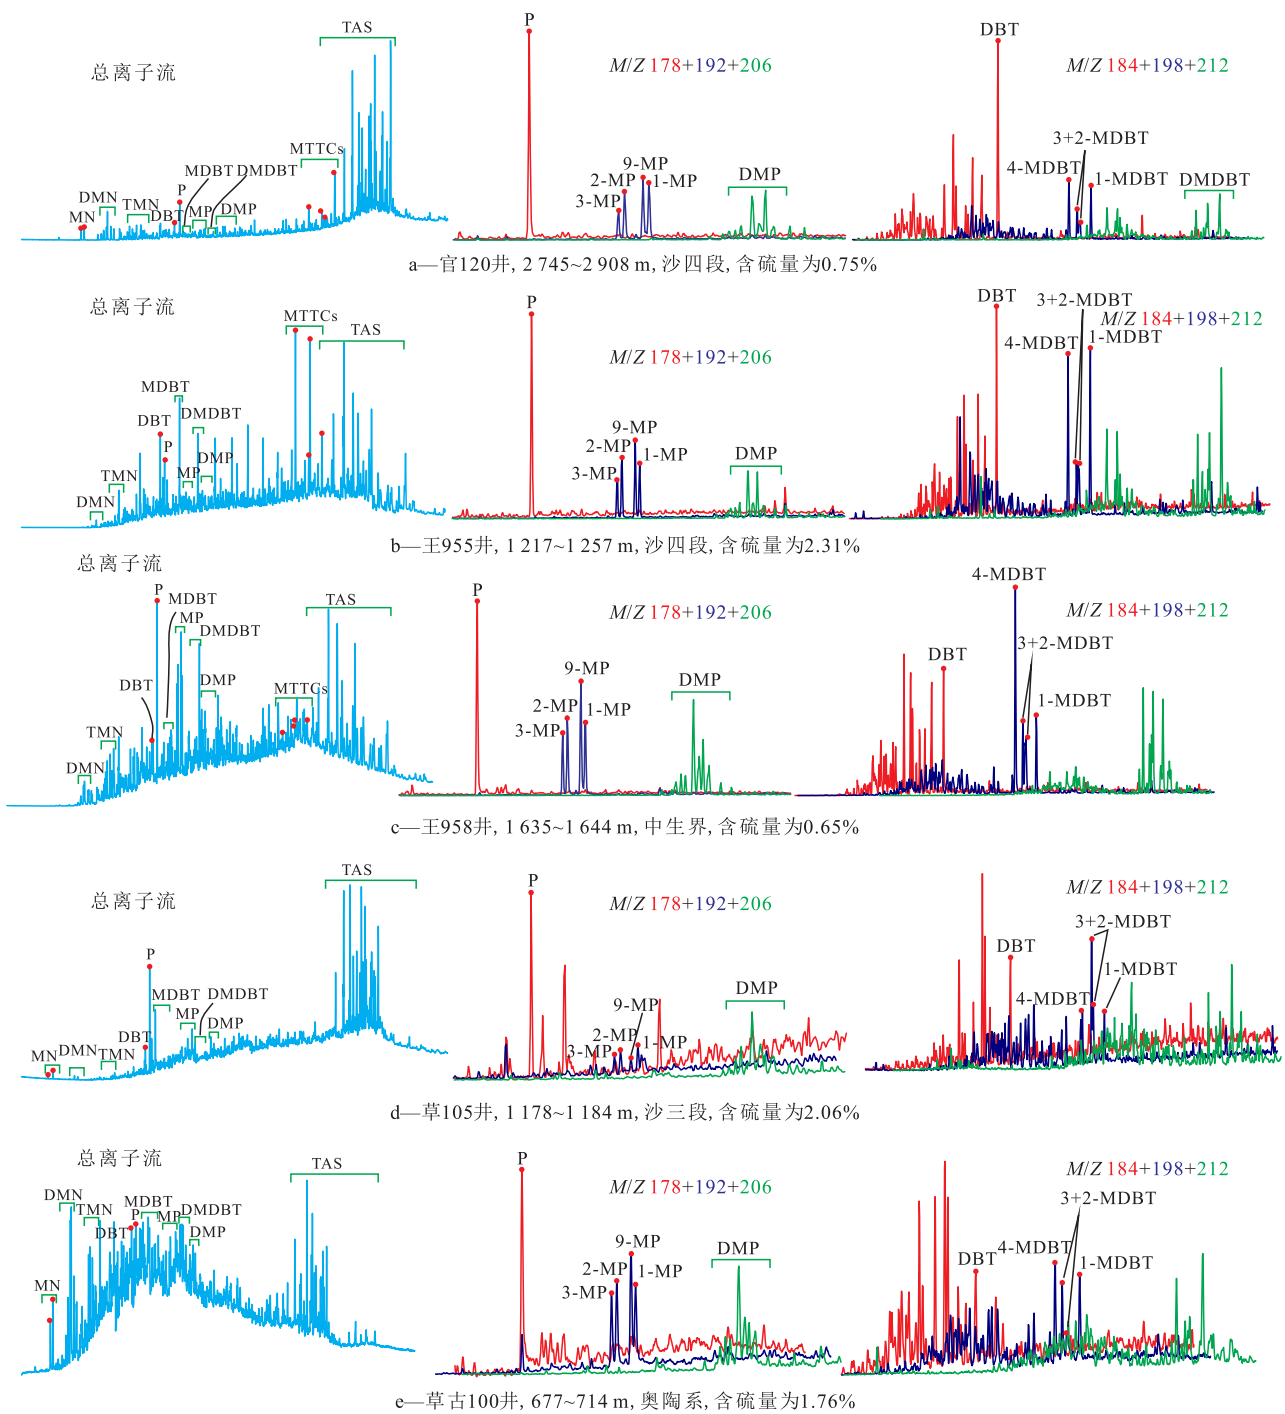 总离子流
TAS
MTTCs
MDBT DMDBT
P
DMN
TMN
MP
DMP
MN
DBT
P
M/Z 178+192+206
9-MP
2-MP
1-MP
3-MP
DMP
DBT
M/Z 184+198+212
3+2-MDBT
4-MDBT
1-MDBT
DMDBT
a—官120井, 2 745~2 908 m, 沙四段, 含硫量为0.75%
总离子流
MTTCs
TAS
MDBT
DMDBT
DBT
P
DMP
MP
TMN
DMN
P
M/Z 178+192+206
9-MP
2-MP
1-MP
3-MP
DMP
DBT
3+2-MDBT
M/Z 184+198+212
4-MDBT
1-MDBT
b—王955井, 1 217~1 257 m, 沙四段, 含硫量为2.31%
总离子流
P
MDBT
MP
DMDBT
TAS
DMP
DBT
MTTCs
TMN
DMN
P
M/Z 178+192+206
9-MP
2-MP
1-MP
3-MP
DMP
4-MDBT
M/Z 184+198+212
3+2-MDBT
DBT
1-MDBT
c—王958井, 1 635~1 644 m, 中生界, 含硫量为0.65%
总离子流
TAS
P
MDBT
DMDBT
MP
DMP
DBT
MN
DMN
TMN
P
M/Z 178+192+206
DMP
9-MP
2-MP
1-MP
3-MP
M/Z 184+198+212
3+2-MDBT
DBT
1-MDBT
4-MDBT
d—草105井, 1 178~1 184 m, 沙三段, 含硫量为2.06%
总离子流
TAS
DMN
TMN
MDBT
P
MP
DMDBT
DBT
DMP
MN
P
M/Z 178+192+206
9-MP
DMP
2-MP
1-MP
3-MP
M/Z 184+198+212
3+2-MDBT
4-MDBT
DBT
1-MDBT
e—草古100井, 677~714 m, 奥陶系, 含硫量为1.76%